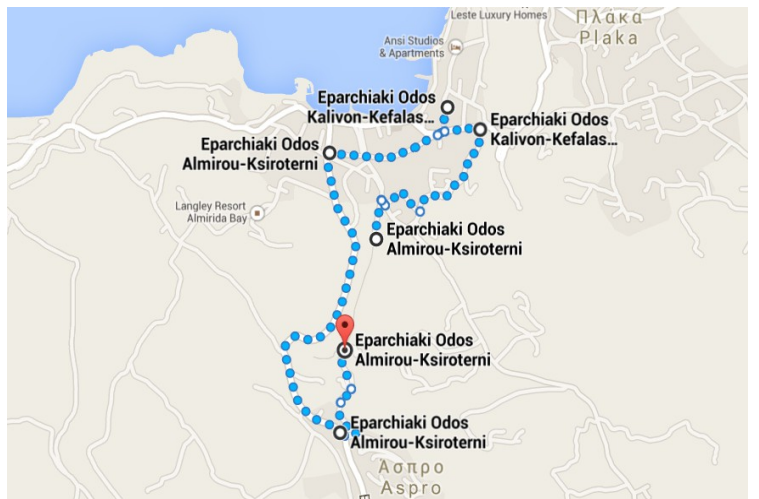 Leste Luxury Homes
Πλάκα
Plaka
Ansi Studios
& Apartments
Eparchiaki Odos
Kalivon-Kefalas...
Eparchiaki Odos
Kalivon-Kefalas...
Eparchiaki Odos
Almirou-Ksiroterni
Langley Resort
Almirida Bay
Eparchiaki Odos
Almirou-Ksiroterni
Eparchiaki Odos
Almirou-Ksiroterni
Eparchiaki Odos
Almirou-Ksiroterni
Ασπρο
Aspro